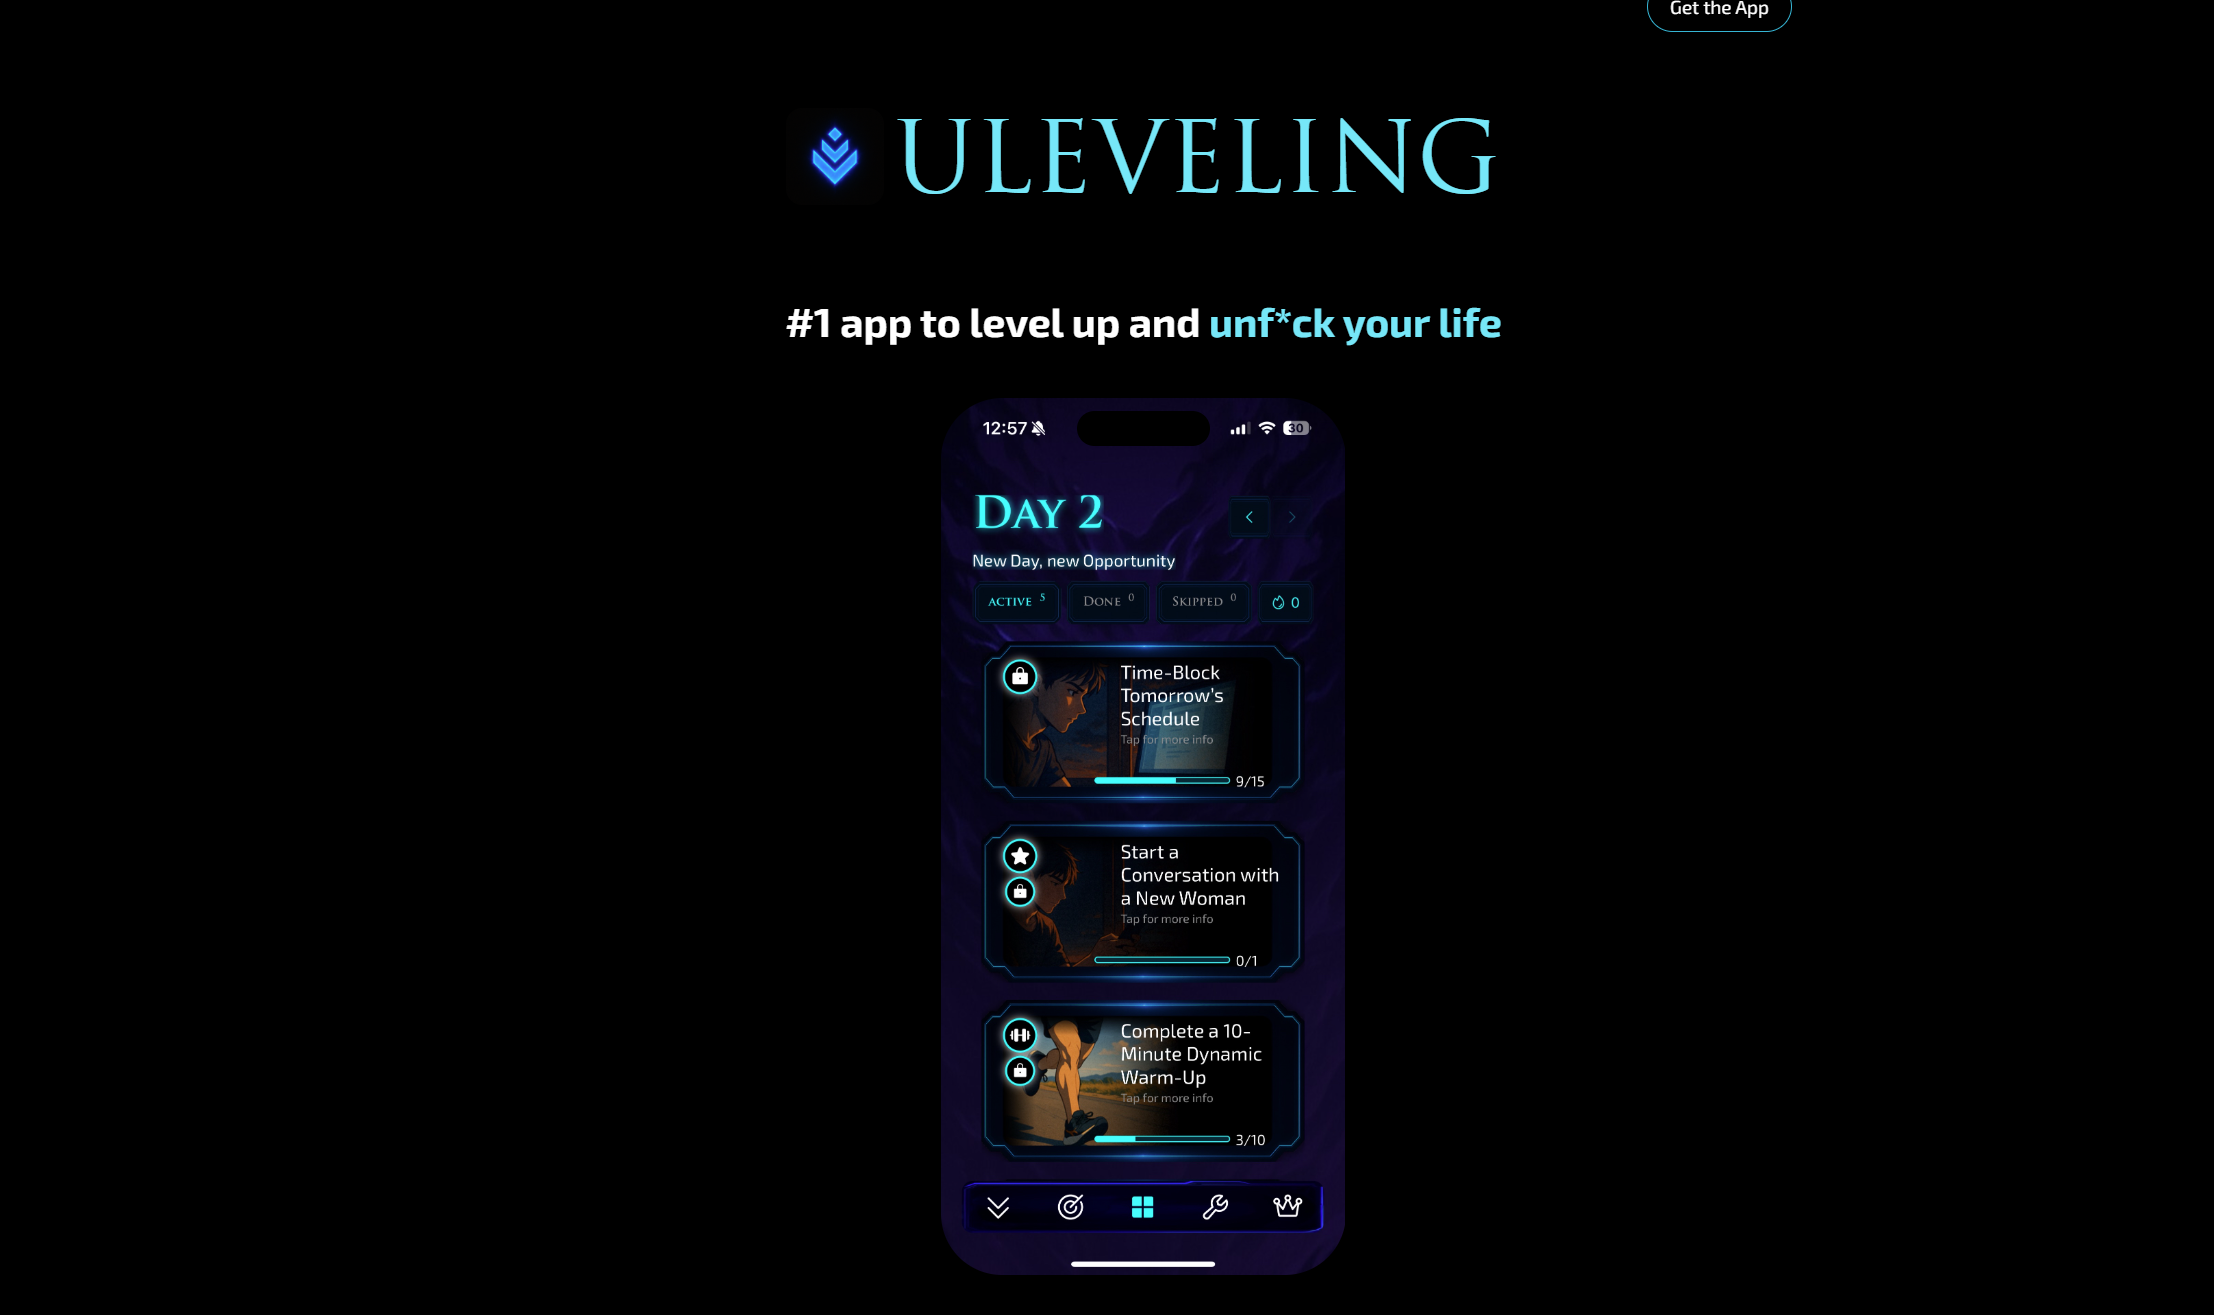 Get the App
ULEVELING
#1 app to level up and unf*ck your life
12:57 30
DAY 2
New Day, new Opportunity
ACTIVE 5 DONE 0 SKIPPED 0 0
Time-Block
Tomorrow's
Schedule
Tap for more info
9/15
Start a
Conversation with
a New Woman
Tap for more info
0/1
Complete a 10-
Minute Dynamic
Warm-Up
Tap for more info
3/10